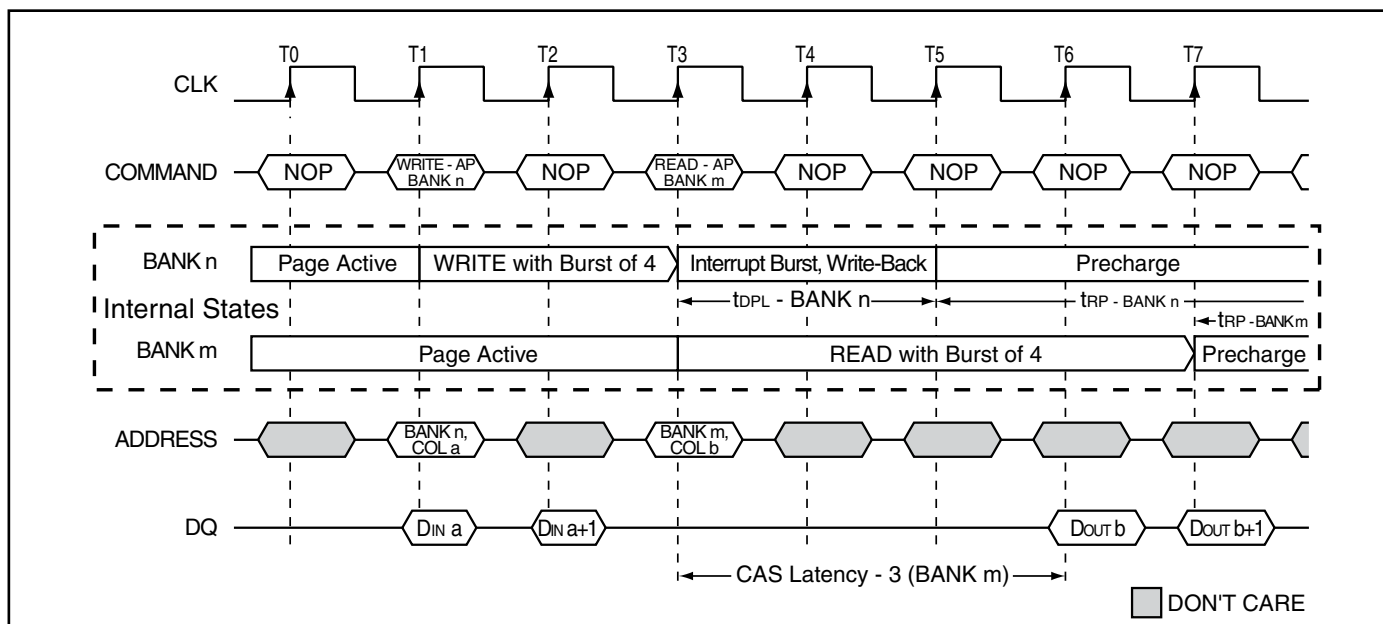 T0 T1 T2 T3 T4 T5 T6 T7
CLK
COMMAND NOP WRITE - AP BANK n NOP READ - AP BANK m NOP NOP NOP NOP
BANK n Page Active WRITE with Burst of 4 Interrupt Burst, Write-Back Precharge
tDPL - BANK n tRP - BANK n
Internal States
tRP - BANK m
BANK m Page Active READ with Burst of 4 Precharge
ADDRESS BANK n, COL a BANK m, COL b
DQ DIN a DIN a+1 DOUT b DOUT b+1
CAS Latency - 3 (BANK m)
DON'T CARE